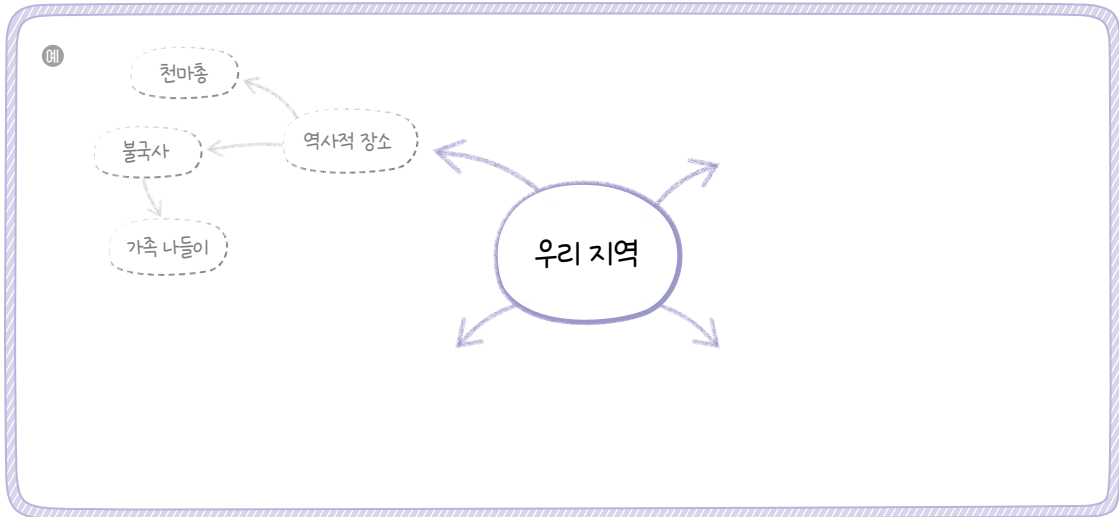 예
천마총
역사적 장소
불국사
가족 나들이
우리 지역